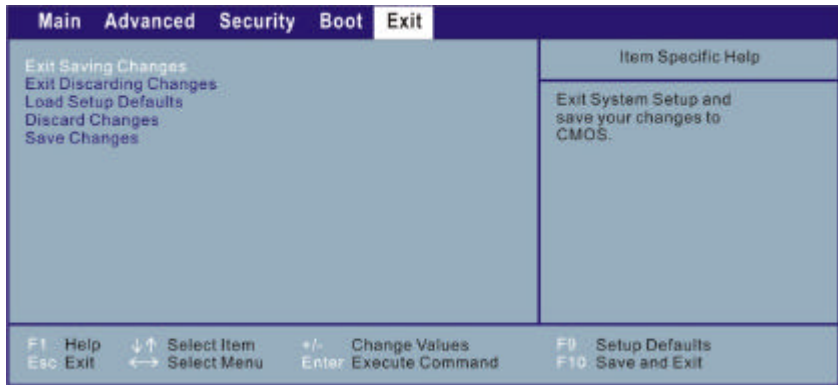 Main Advanced Security Boot Exit
Exit Saving Changes
Exit Discarding Changes
Load Setup Defaults
Discard Changes
Save Changes
Item Specific Help
Exit System Setup and
save your changes to
CMOS.
F1 Help ↓↑ Select Item +/- Change Values F9 Setup Defaults
Esc Exit ←→ Select Menu Enter Execute Command F10 Save and Exit